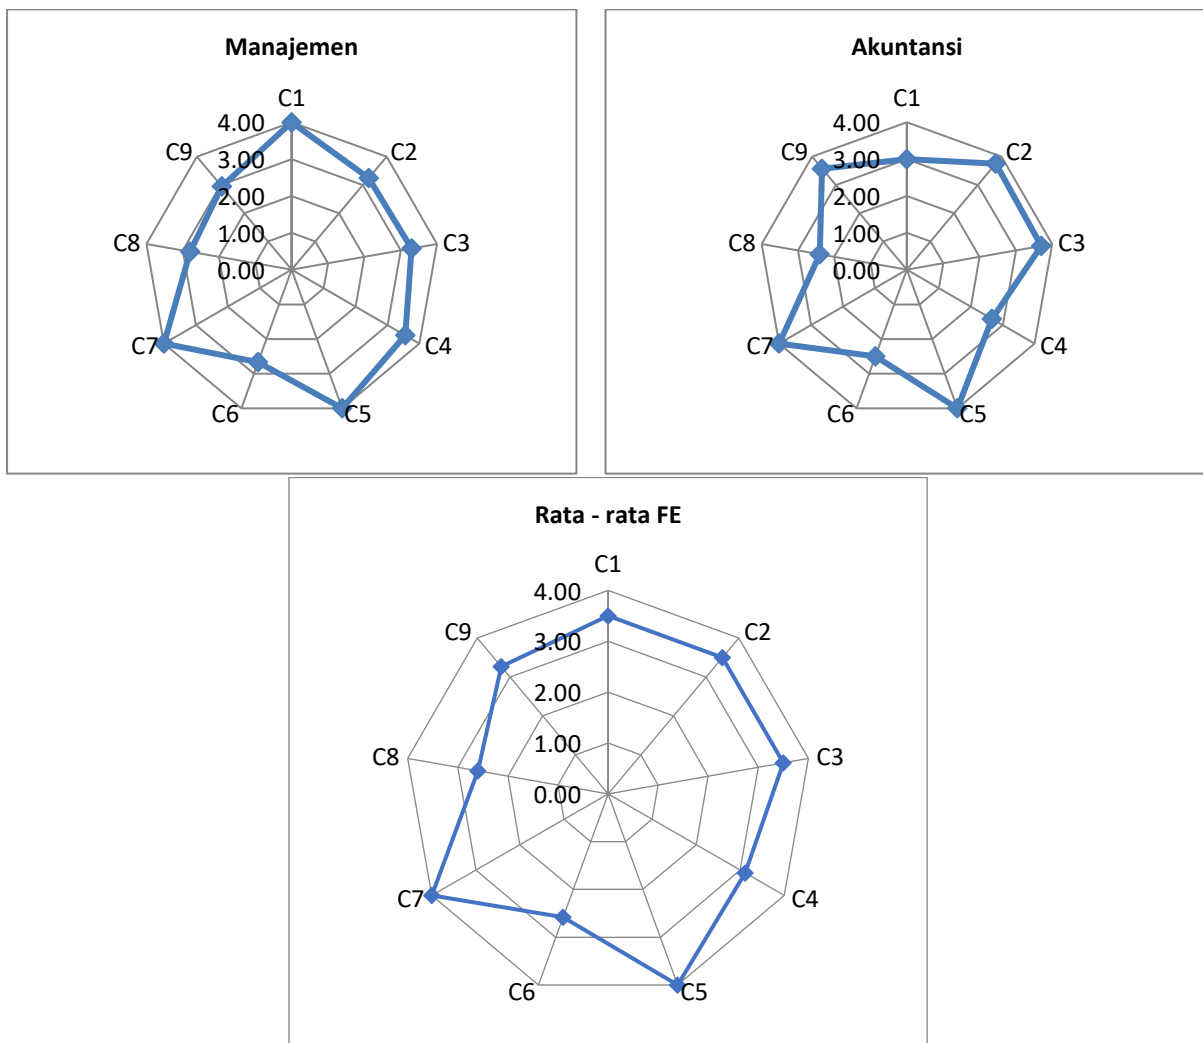 Manajemen
C1
4.00
C9
C2
3.00
2.00
C8
C3
1.00
0.00
C7
C4
C6
C5
Akuntansi
C1
4.00
C9
C2
3.00
2.00
C8
C3
1.00
0.00
C7
C4
C6
C5
Rata - rata FE
C1
4.00
C9
C2
3.00
2.00
C8
C3
1.00
0.00
C7
C4
C6
C5